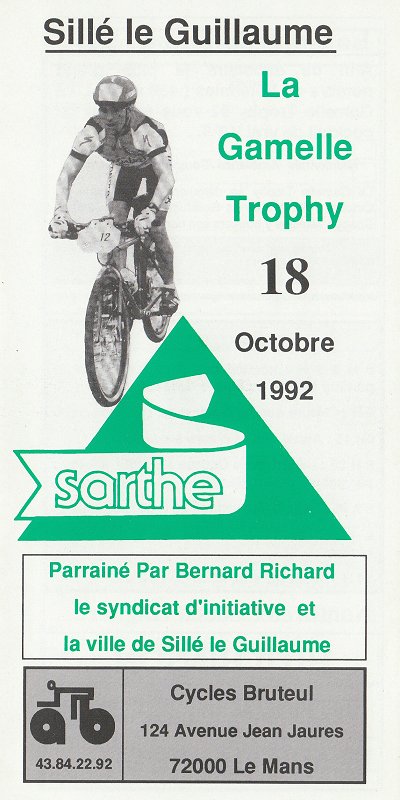 Sillé le Guillaume
La
Gamelle
Trophy
18
Octobre
1992
12
sarthe
Parrainé Par Bernard Richard
le syndicat d'initiative et
la ville de Sillé le Guillaume
ab
43.84.22.92
Cycles Bruteul
124 Avenue Jean Jaures
72000 Le Mans